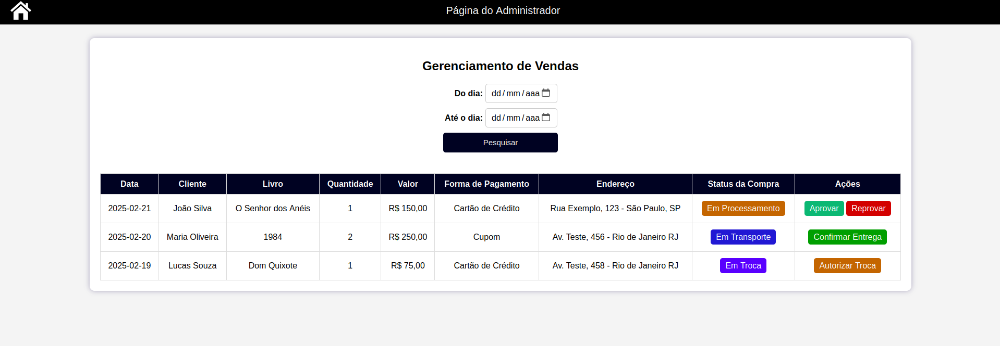 Página do Administrador
Gerenciamento de Vendas
Do dia: dd/mm/aaa
Até o dia: dd/mm/aaa
Pesquisar
Data Cliente Livro Quantidade Valor Forma de Pagamento Endereço Status da Compra Ações
2025-02-21 João Silva O Senhor dos Anéis 1 R$ 150,00 Cartão de Crédito Rua Exemplo, 123 - São Paulo, SP Em Processamento Aprovar Reprovar
2025-02-20 Maria Oliveira 1984 2 R$ 250,00 Cupom Av. Teste, 456 - Rio de Janeiro RJ Em Transporte Confirmar Entrega
2025-02-19 Lucas Souza Dom Quixote 1 R$ 75,00 Cartão de Crédito Av. Teste, 458 - Rio de Janeiro RJ Em Troca Autorizar Troca